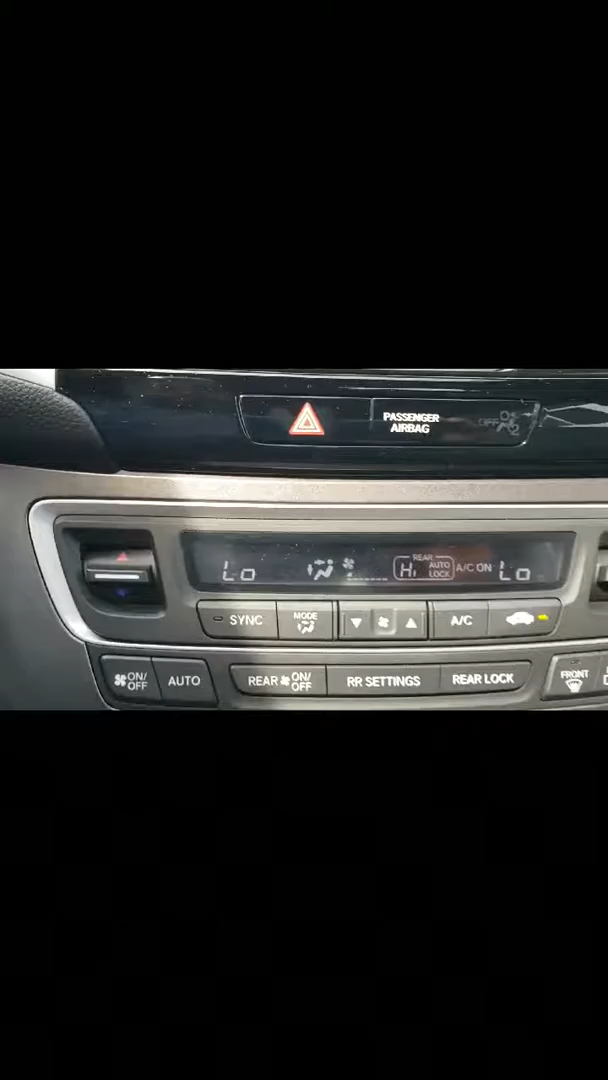 PASSENGER
AIRBAG
OFF
Lo
REAR
Hi
AUTO
LOCK
A/C ON
Lo
SYNC
MODE
A/C
ON/
OFF
AUTO
REAR
ON/
OFF
RR SETTINGS
REAR LOCK
FRONT